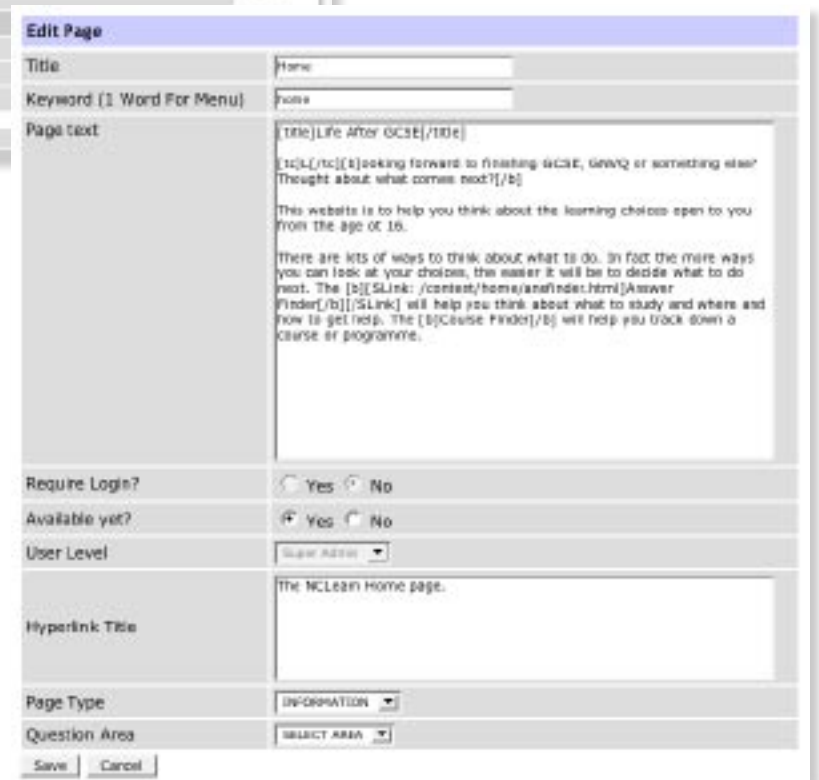 Edit Page
Title
Home
Keyword (1 Word For Menu)
home
Page text
[title]Life After GCSE[/title]
[tc]L[/tc][b]ooking forward to finishing GCSE, GNVQ or something else?
Thought about what comes next?[/b]
This website is to help you think about the learning choices open to you
from the age of 16.
There are lots of ways to think about what to do. In fact the more ways
you can look at your choices, the easier it will be to decide what to do
next. The [b][SLink: /content/home/ansfinder.html]Answer
Finder[/b][/SLink] will help you think about what to study and where and
how to get help. The [b]Course Finder[/b] will help you track down a
course or programme.
Require Login?
Yes No
Available yet?
Yes No
User Level
Super Admin
Hyperlink Title
The NCLearn Home page.
Page Type
INFORMATION
Question Area
SELECT AREA
Save Cancel